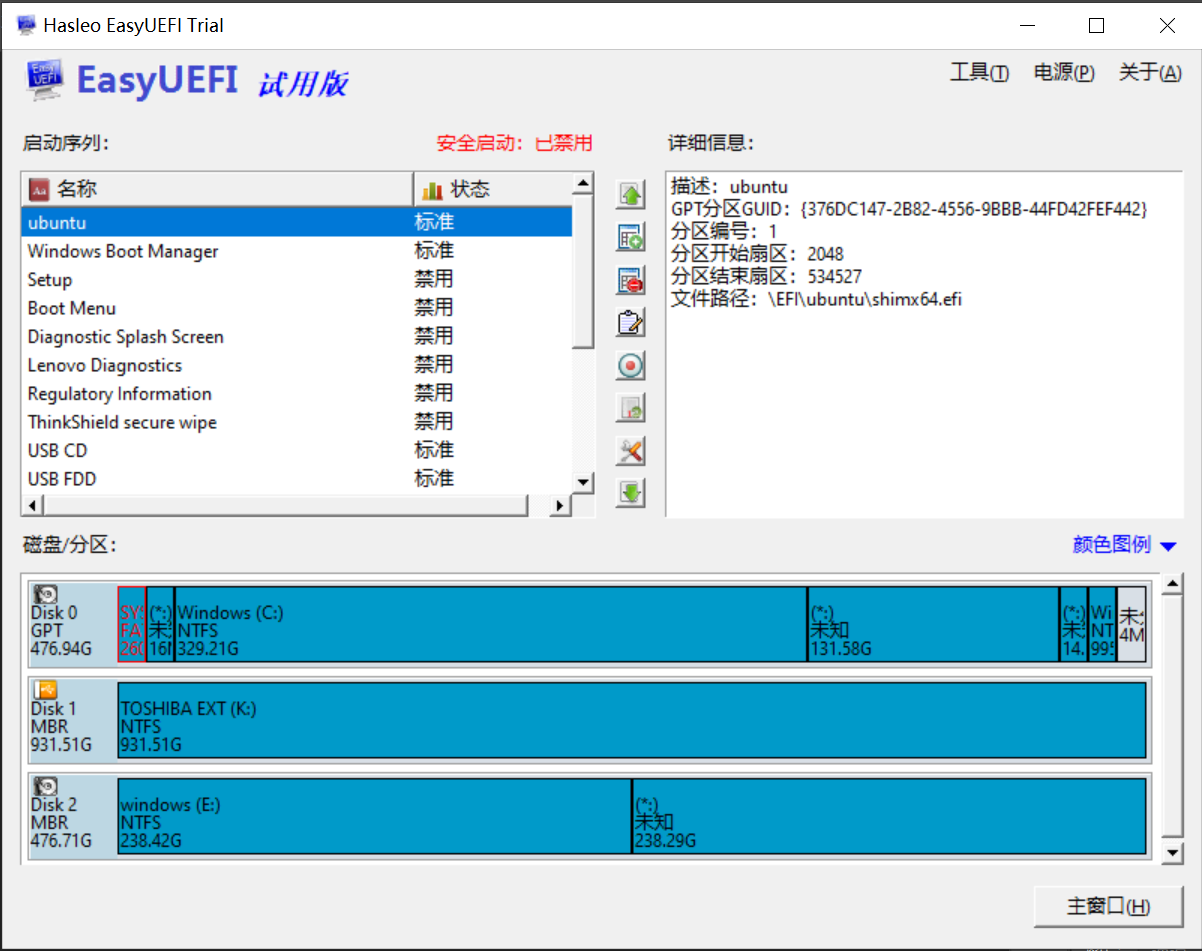 Hasleo EasyUEFI Trial
EasyUEFI 试用版
工具(T) 电源(P) 关于(A)
启动序列： 安全启动：已禁用
名称 状态
ubuntu 标准
Windows Boot Manager 标准
Setup 禁用
Boot Menu 禁用
Diagnostic Splash Screen 禁用
Lenovo Diagnostics 禁用
Regulatory Information 禁用
ThinkShield secure wipe 禁用
USB CD 标准
USB FDD 标准
详细信息：
描述：ubuntu
GPT分区GUID：{376DC147-2B82-4556-9BBB-44FD42FEF442}
分区编号：1
分区开始扇区：2048
分区结束扇区：534527
文件路径：\EFI\ubuntu\shimx64.efi
磁盘/分区： 颜色图例
Disk 0
GPT
476.94G
SYS
FA
260
(*:)
未
16M
Windows (C:)
NTFS
329.21G
(*:)
未知
131.58G
(*:)
未
14.
Wi
NT
995
未
4M
Disk 1
MBR
931.51G
TOSHIBA EXT (K:)
NTFS
931.51G
Disk 2
MBR
476.71G
windows (E:)
NTFS
238.42G
(*:)
未知
238.29G
主窗口(H)